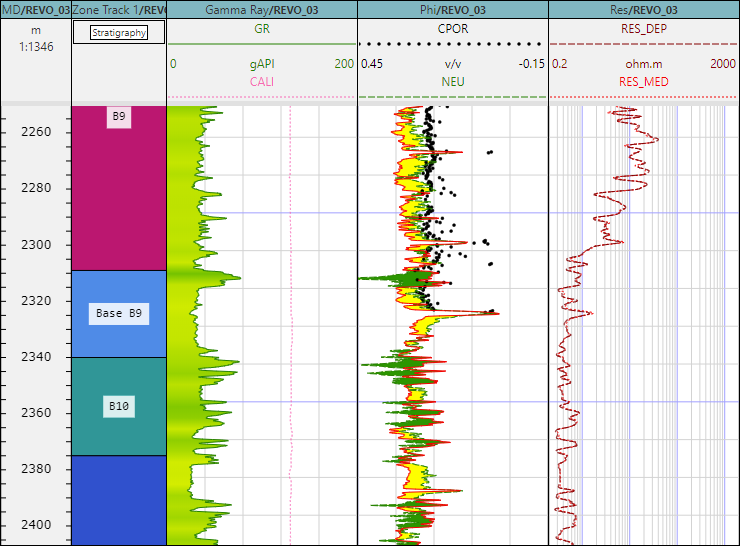 MD/REVO_03 Zone Track 1/REVO Gamma Ray/REVO_03 Phi/REVO_03 Res/REVO_03
m Stratigraphy GR CPOR RES_DEP
1:1346
0 gAPI 200 0.45 v/v -0.15 0.2 ohm.m 2000
CALI NEU RES_MED
B9
2260
2280
2300
2320
Base B9
2340
2360
B10
2380
2400